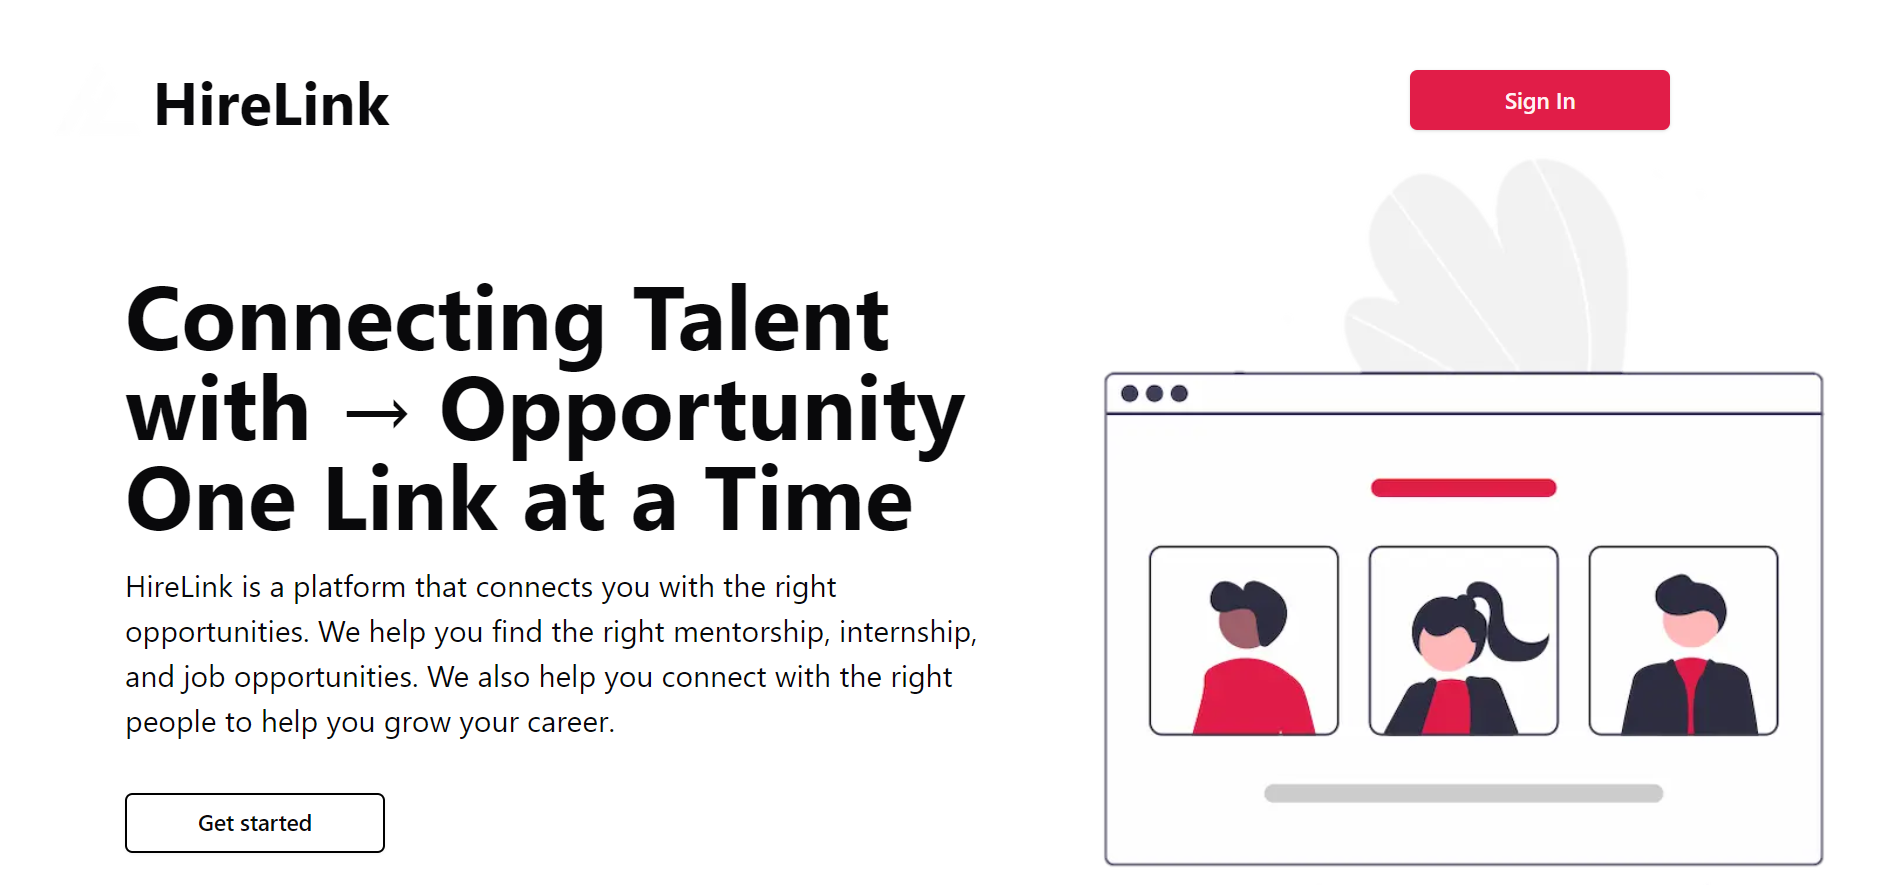 HireLink
Sign In
Connecting Talent
with → Opportunity
One Link at a Time
HireLink is a platform that connects you with the right
opportunities. We help you find the right mentorship, internship,
and job opportunities. We also help you connect with the right
people to help you grow your career.
Get started